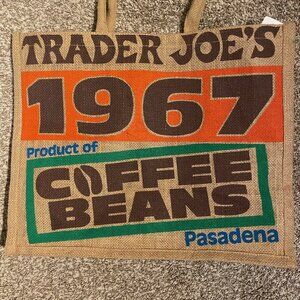 TRADER JOE'S
1967
Product of
COFFEE
BEANS
Pasadena